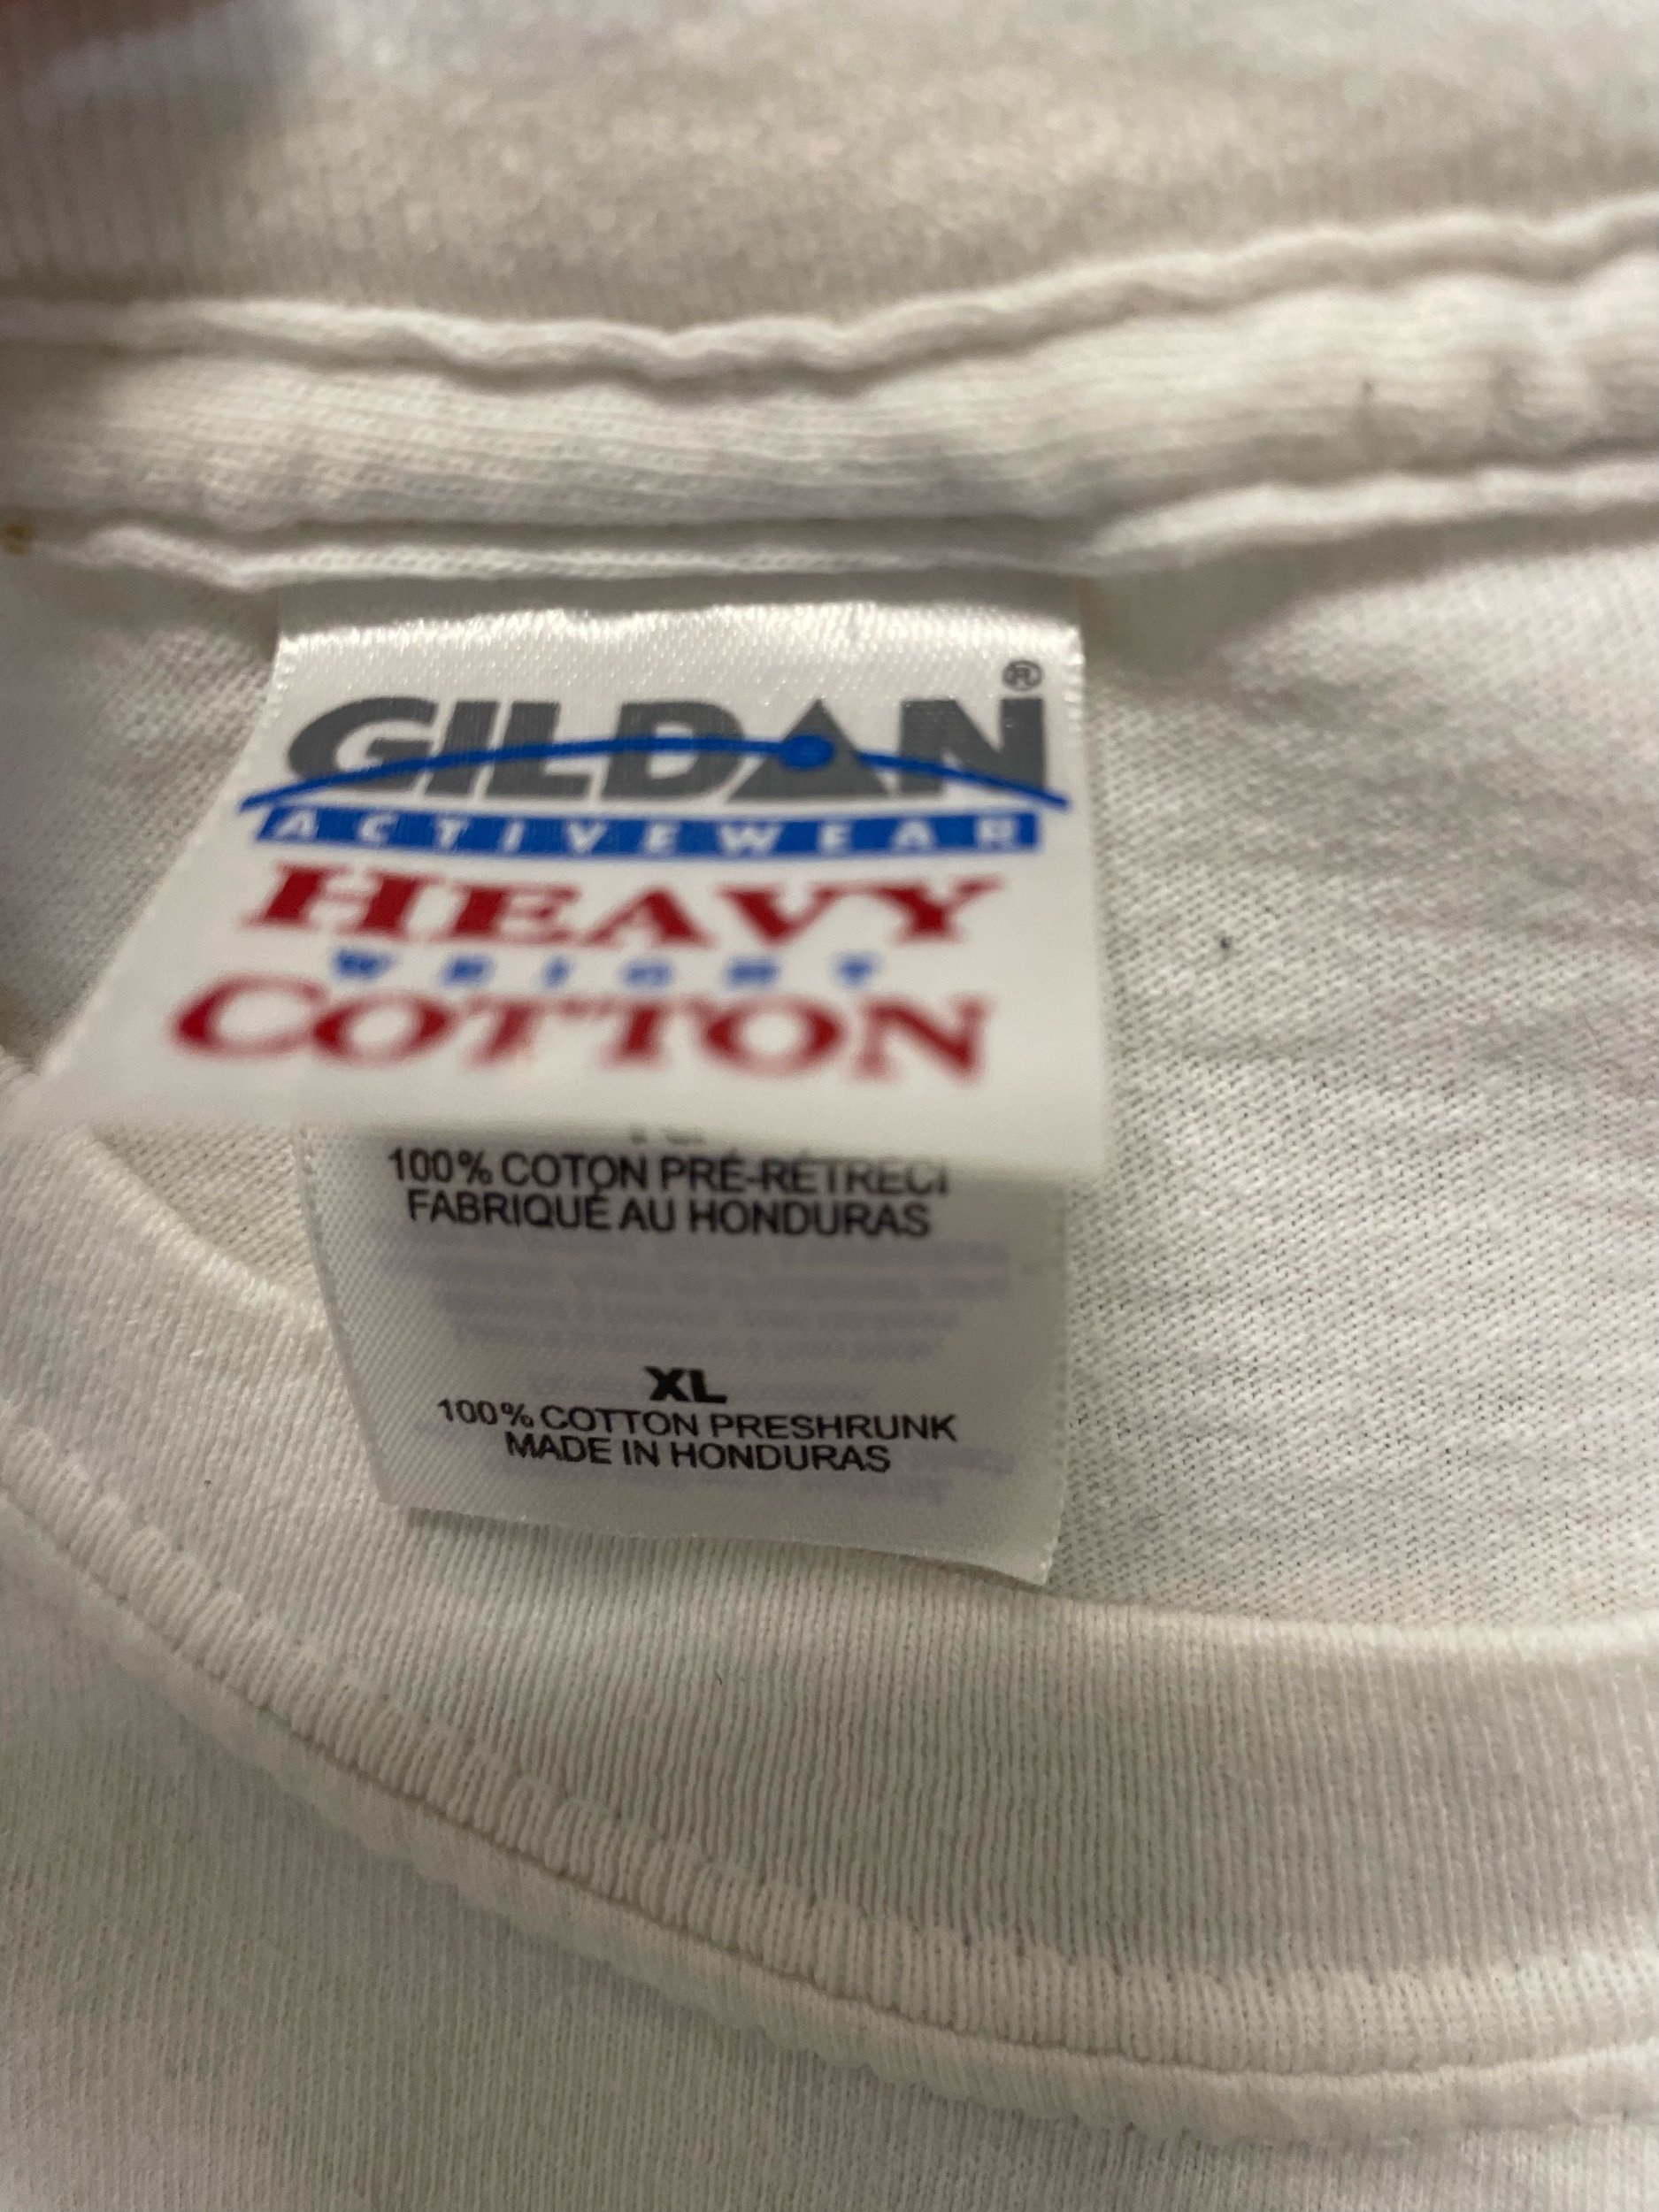 GILDAN®
ACTIVEWEAR
HEAVY
WEIGHT
COTTON
100% COTON PRÉ-RÉTRÉCI
FABRIQUÉ AU HONDURAS
XL
100% COTTON PRESHRUNK
MADE IN HONDURAS